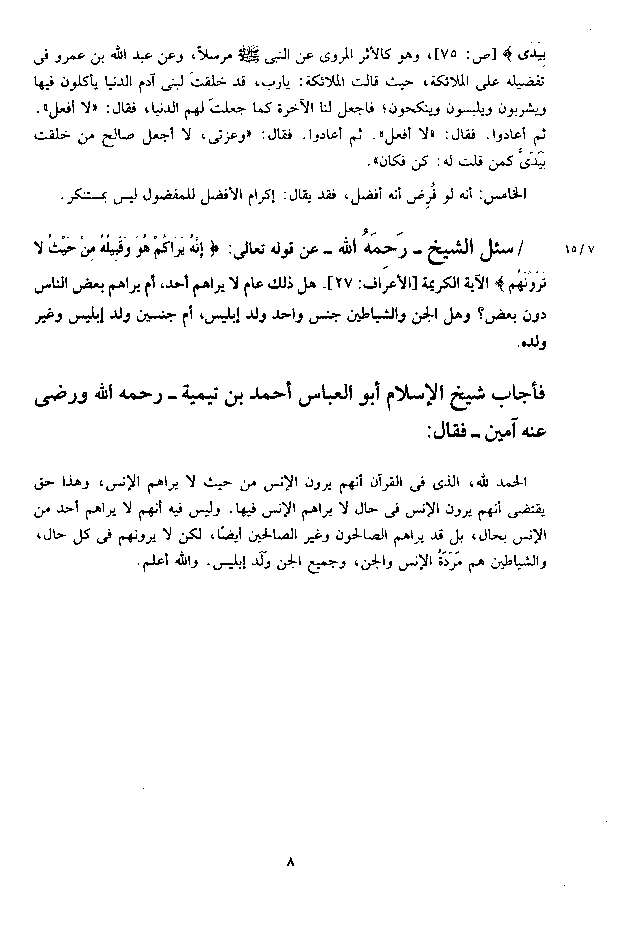 بِيَدَىَّ ﴾ [ص: ٧٥]، وهو كالأثر المروى عن النبى ﷺ مرسلاً، وعن عبد الله بن عمرو فى
تفضيله على الملائكة، حيث قالت الملائكة: يارب، قد خلقتَ لبنى آدم الدنيا يأكلون فيها
ويشربون ويلبسون وينكحون؛ فاجعل لنا الآخرة كما جعلت لهم الدنيا، فقال: «لا أفعل».
ثم أعادوا. فقال: «لا أفعل». ثم أعادوا. فقال: «وعزتى، لا أجعل صالح من خلقت
بيَدَىَّ كمن قلت له: كن فكان».
الخامس: أنه لو فُرِض أنه أفضل، فقد يقال: إكرام الأفضل للمفضول ليس بمستنكر.
١٥/٧ / سئل الشيخ ـ رَحمَهُ الله ـ عن قوله تعالى: ﴿ إِنَّهُ يَرَاكُمْ هُوَ وَقَبِيلُهُ مِنْ حَيْثُ لا
تَرَوْنَهُم ﴾ الآية الكريمة [الأعراف: ٢٧]. هل ذلك عام لا يراهم أحد، أم يراهم بعض الناس
دون بعض؟ وهل الجن والشياطين جنس واحد ولد إبليس، أم جنسين ولد إبليس وغير
ولده.
فأجاب شيخ الإسلام أبو العباس أحمد بن تيمية ـ رحمه الله ورضى
عنه آمين ـ فقال:
الحمد لله، الذى فى القرآن أنهم يرون الإنس من حيث لا يراهم الإنس، وهذا حق
يقتضى أنهم يرون الإنس فى حال لا يراهم الإنس فيها. وليس فيه أنهم لا يراهم أحد من
الإنس بحال، بل قد يراهم الصالحون وغير الصالحين أيضًا، لكن لا يرونهم فى كل حال،
والشياطين هم مَرَدَةُ الإنس والجن، وجميع الجن ولَد إبليس. والله أعلم.
٨